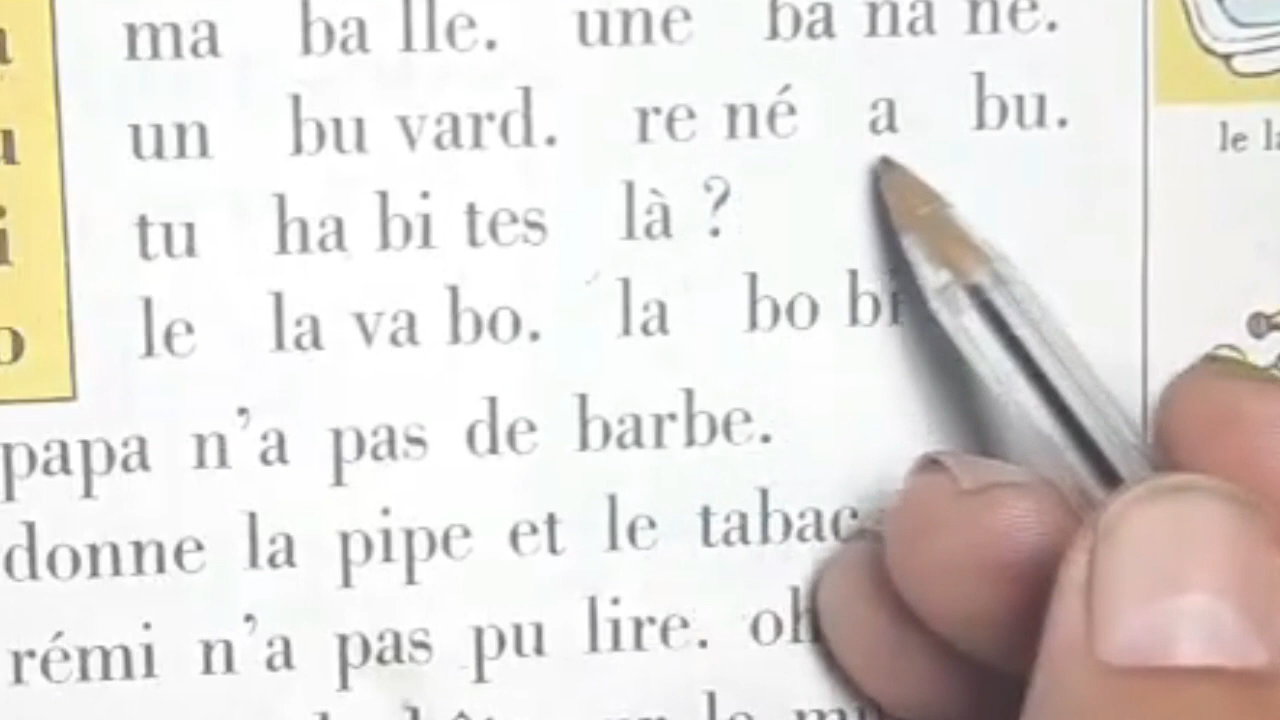 ma ba lle. une ba na ne.
un bu vard. re né a bu.
tu ha bi tes là ?
le la va bo. la bo bi
papa n'a pas de barbe.
donne la pipe et le tabac
rémi n'a pas pu lire. oh
le